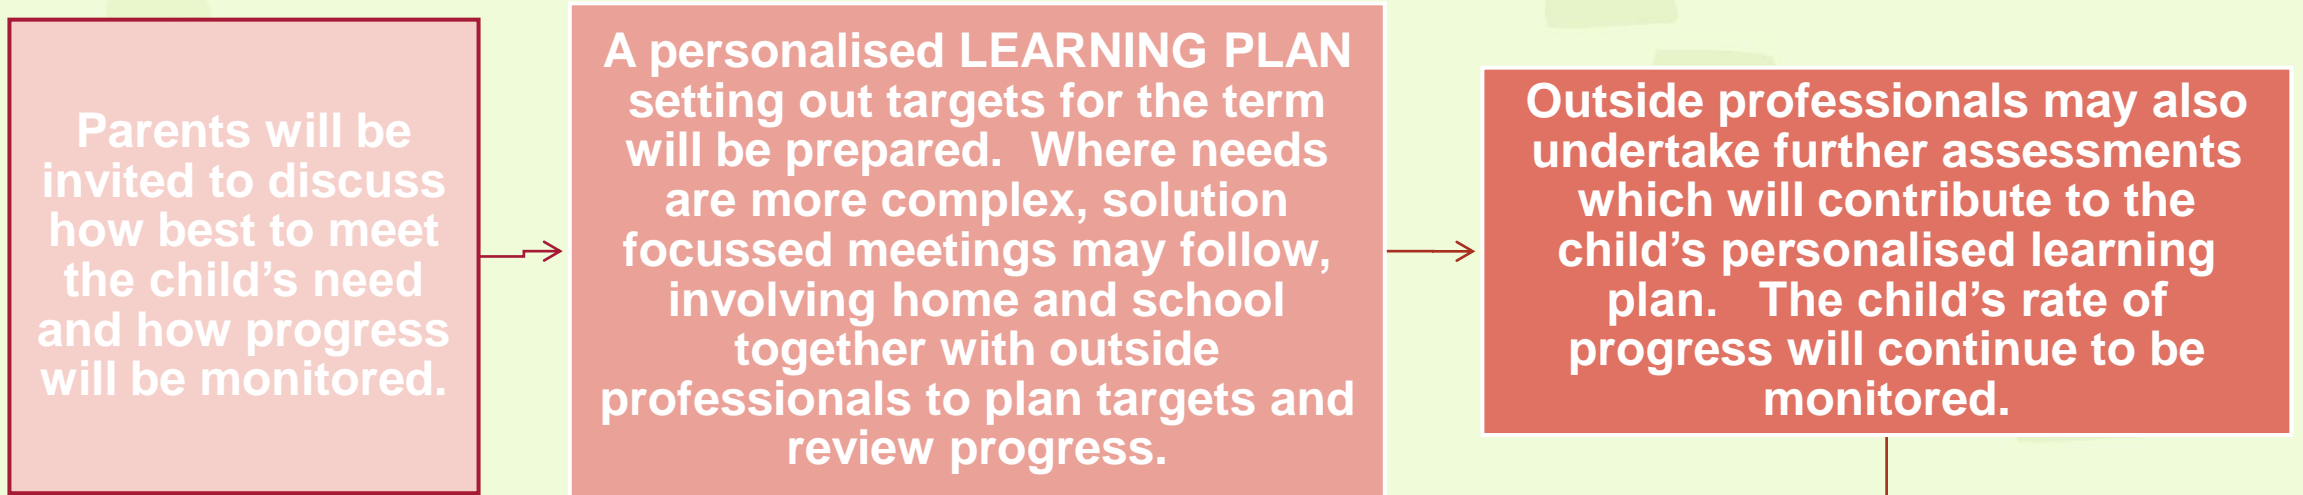 Parents will be
invited to discuss
how best to meet
the child’s need
and how progress
will be monitored.
A personalised LEARNING PLAN
setting out targets for the term
will be prepared.  Where needs
are more complex, solution
focussed meetings may follow,
involving home and school
together with outside
professionals to plan targets and
review progress.
Outside professionals may also
undertake further assessments
which will contribute to the
child’s personalised learning
plan.   The child’s rate of
progress will continue to be
monitored.